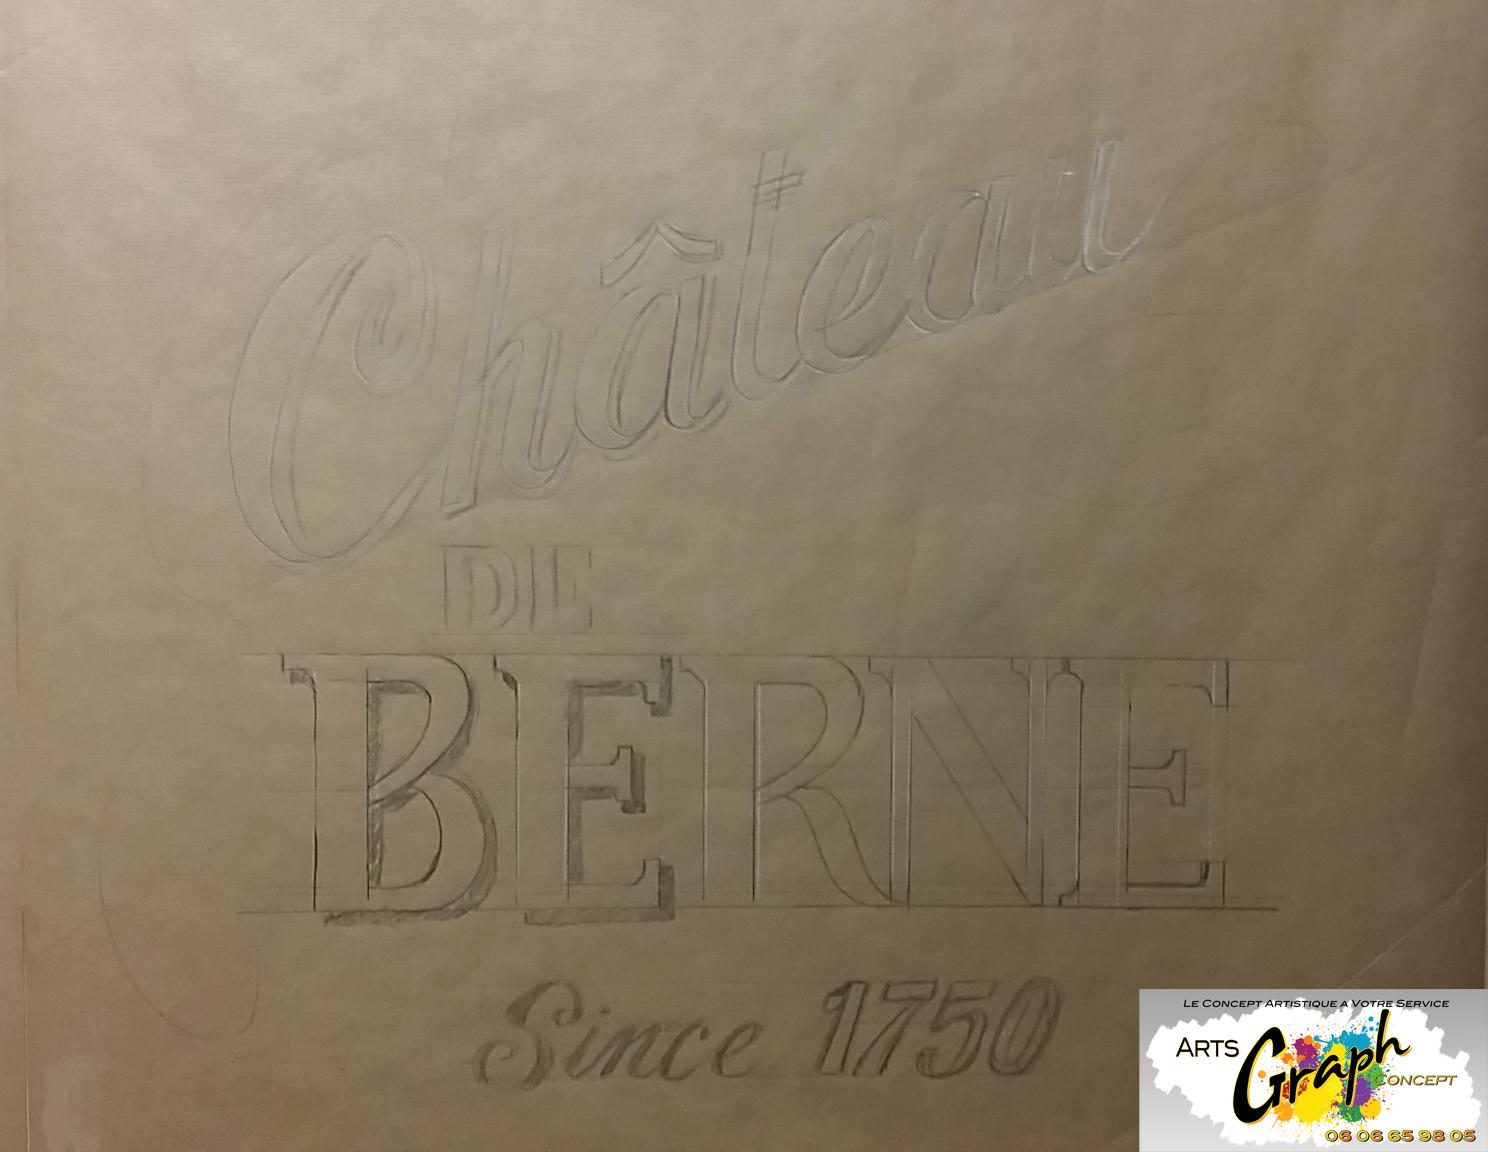 Château
DE
BERNE
Since 1750
LE CONCEPT ARTISTIQUE A VOTRE SERVICE
ARTS
Graph
CONCEPT
06 06 65 98 05